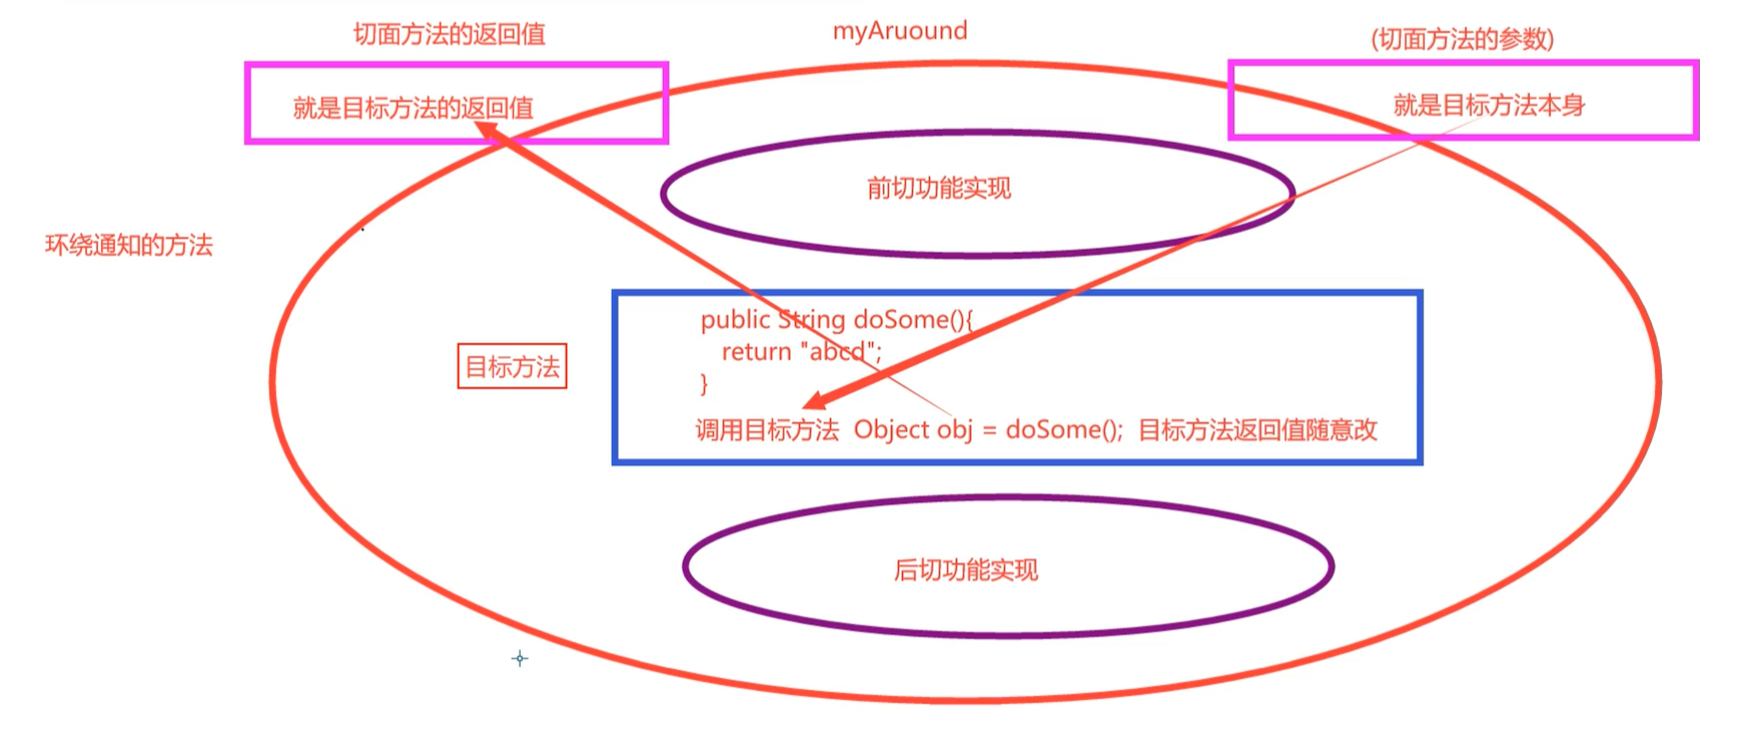 切面方法的返回值
myAruound
(切面方法的参数)
就是目标方法的返回值
就是目标方法本身
前切功能实现
环绕通知的方法
public String doSome(){
return "abcd";
}
目标方法
调用目标方法 Object obj = doSome(); 目标方法返回值随意改
后切功能实现